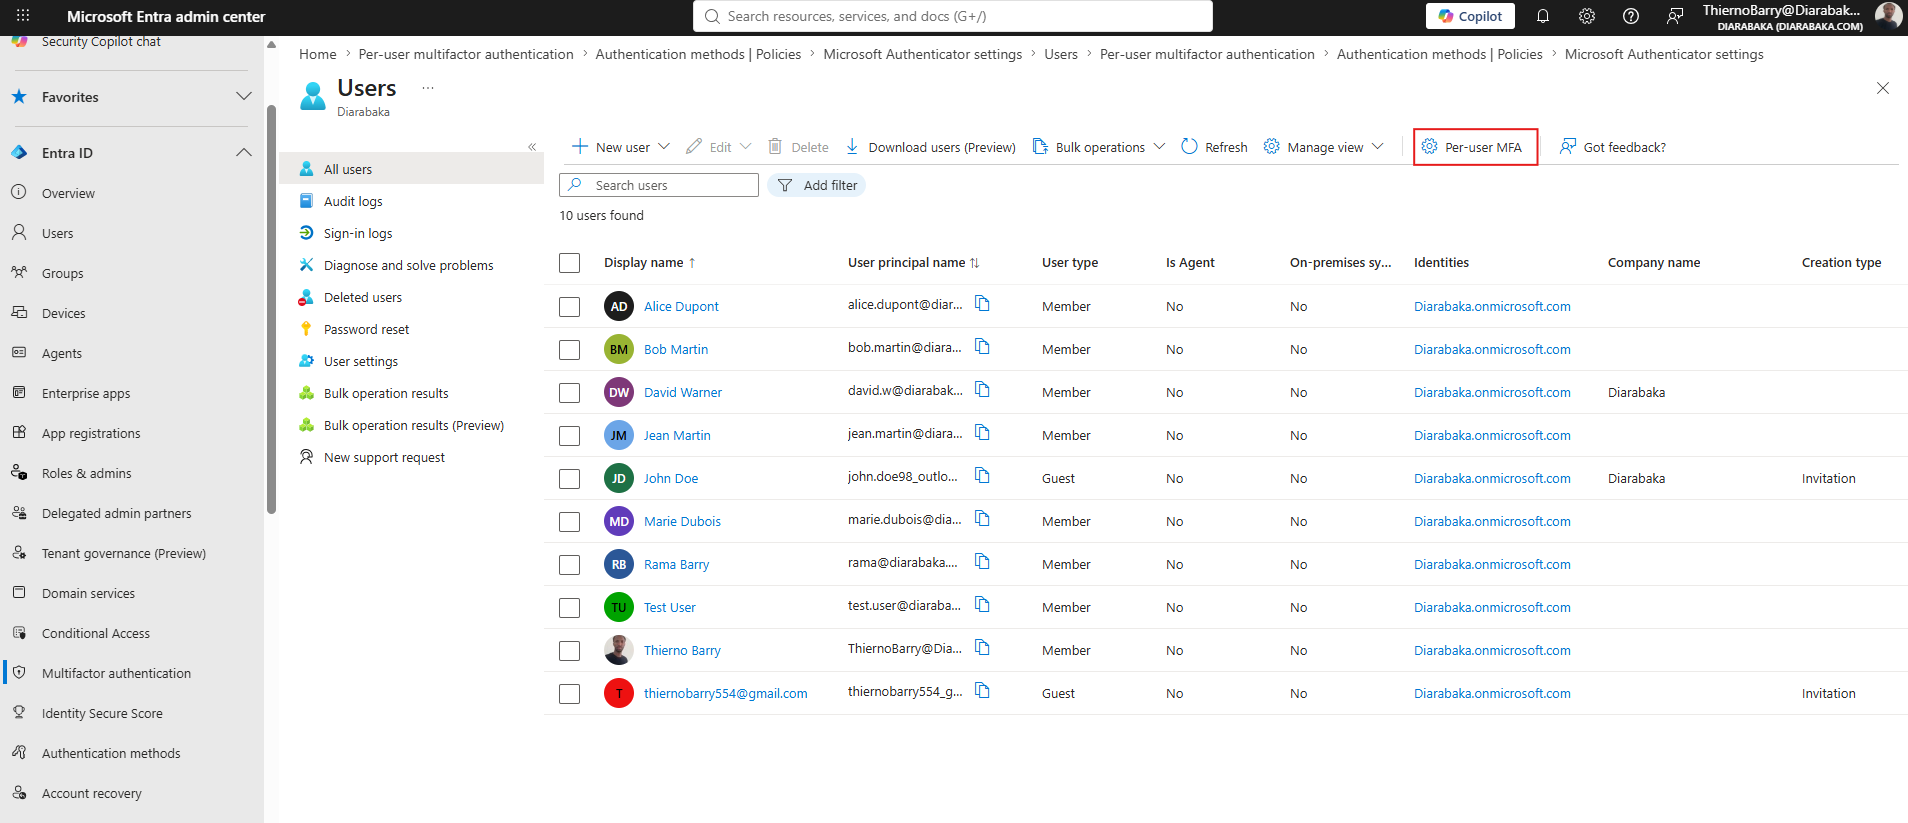 Microsoft Entra admin center
Search resources, services, and docs (G+/)
Copilot
ThiernoBarry@Diarabak...
DIARABAKA (DIARABAKA.COM)
Security Copilot chat
Favorites
Entra ID
Overview
Users
Groups
Devices
Agents
Enterprise apps
App registrations
Roles & admins
Delegated admin partners
Tenant governance (Preview)
Domain services
Conditional Access
Multifactor authentication
Identity Secure Score
Authentication methods
Account recovery
Home > Per-user multifactor authentication > Authentication methods | Policies > Microsoft Authenticator settings > Users > Per-user multifactor authentication > Authentication methods | Policies > Microsoft Authenticator settings
Users ...
Diarabaka
All users
Audit logs
Sign-in logs
Diagnose and solve problems
Deleted users
Password reset
User settings
Bulk operation results
Bulk operation results (Preview)
New support request
New user Edit Delete Download users (Preview) Bulk operations Refresh Manage view Per-user MFA Got feedback?
Search users Add filter
10 users found
Display name ↑ User principal name ↑↓ User type Is Agent On-premises sy... Identities Company name Creation type
AD Alice Dupont alice.dupont@diar... Member No No Diarabaka.onmicrosoft.com
BM Bob Martin bob.martin@diara... Member No No Diarabaka.onmicrosoft.com
DW David Warner david.w@diarabak... Member No No Diarabaka.onmicrosoft.com Diarabaka
JM Jean Martin jean.martin@diara... Member No No Diarabaka.onmicrosoft.com
JD John Doe john.doe98_outlo... Guest No No Diarabaka.onmicrosoft.com Diarabaka Invitation
MD Marie Dubois marie.dubois@dia... Member No No Diarabaka.onmicrosoft.com
RB Rama Barry rama@diarabaka.... Member No No Diarabaka.onmicrosoft.com
TU Test User test.user@diaraba... Member No No Diarabaka.onmicrosoft.com
Thierno Barry ThiernoBarry@Dia... Member No No Diarabaka.onmicrosoft.com
T thiernobarry554@gmail.com thiernobarry554_g... Guest No No Diarabaka.onmicrosoft.com Invitation